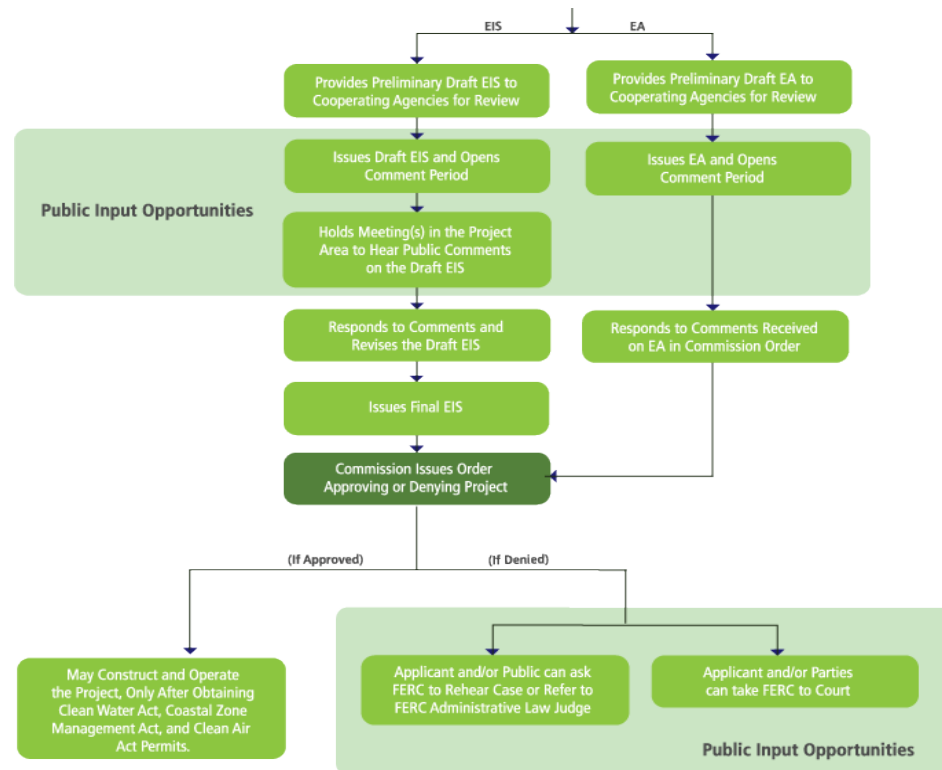 EIS
EA
Provides Preliminary Draft EIS to
Cooperating Agencies for Review
Provides Preliminary Draft EA to
Cooperating Agencies for Review
Public Input Opportunities
Issues Draft EIS and Opens
Comment Period
Issues EA and Opens
Comment Period
Holds Meeting(s) in the Project
Area to Hear Public Comments
on the Draft EIS
Responds to Comments and
Revises the Draft EIS
Responds to Comments Received
on EA in Commission Order
Issues Final EIS
Commission Issues Order
Approving or Denying Project
(If Approved)
(If Denied)
May Construct and Operate
the Project, Only After Obtaining
Clean Water Act, Coastal Zone
Management Act, and Clean Air
Act Permits.
Applicant and/or Public can ask
FERC to Rehear Case or Refer to
FERC Administrative Law Judge
Applicant and/or Parties
can take FERC to Court
Public Input Opportunities